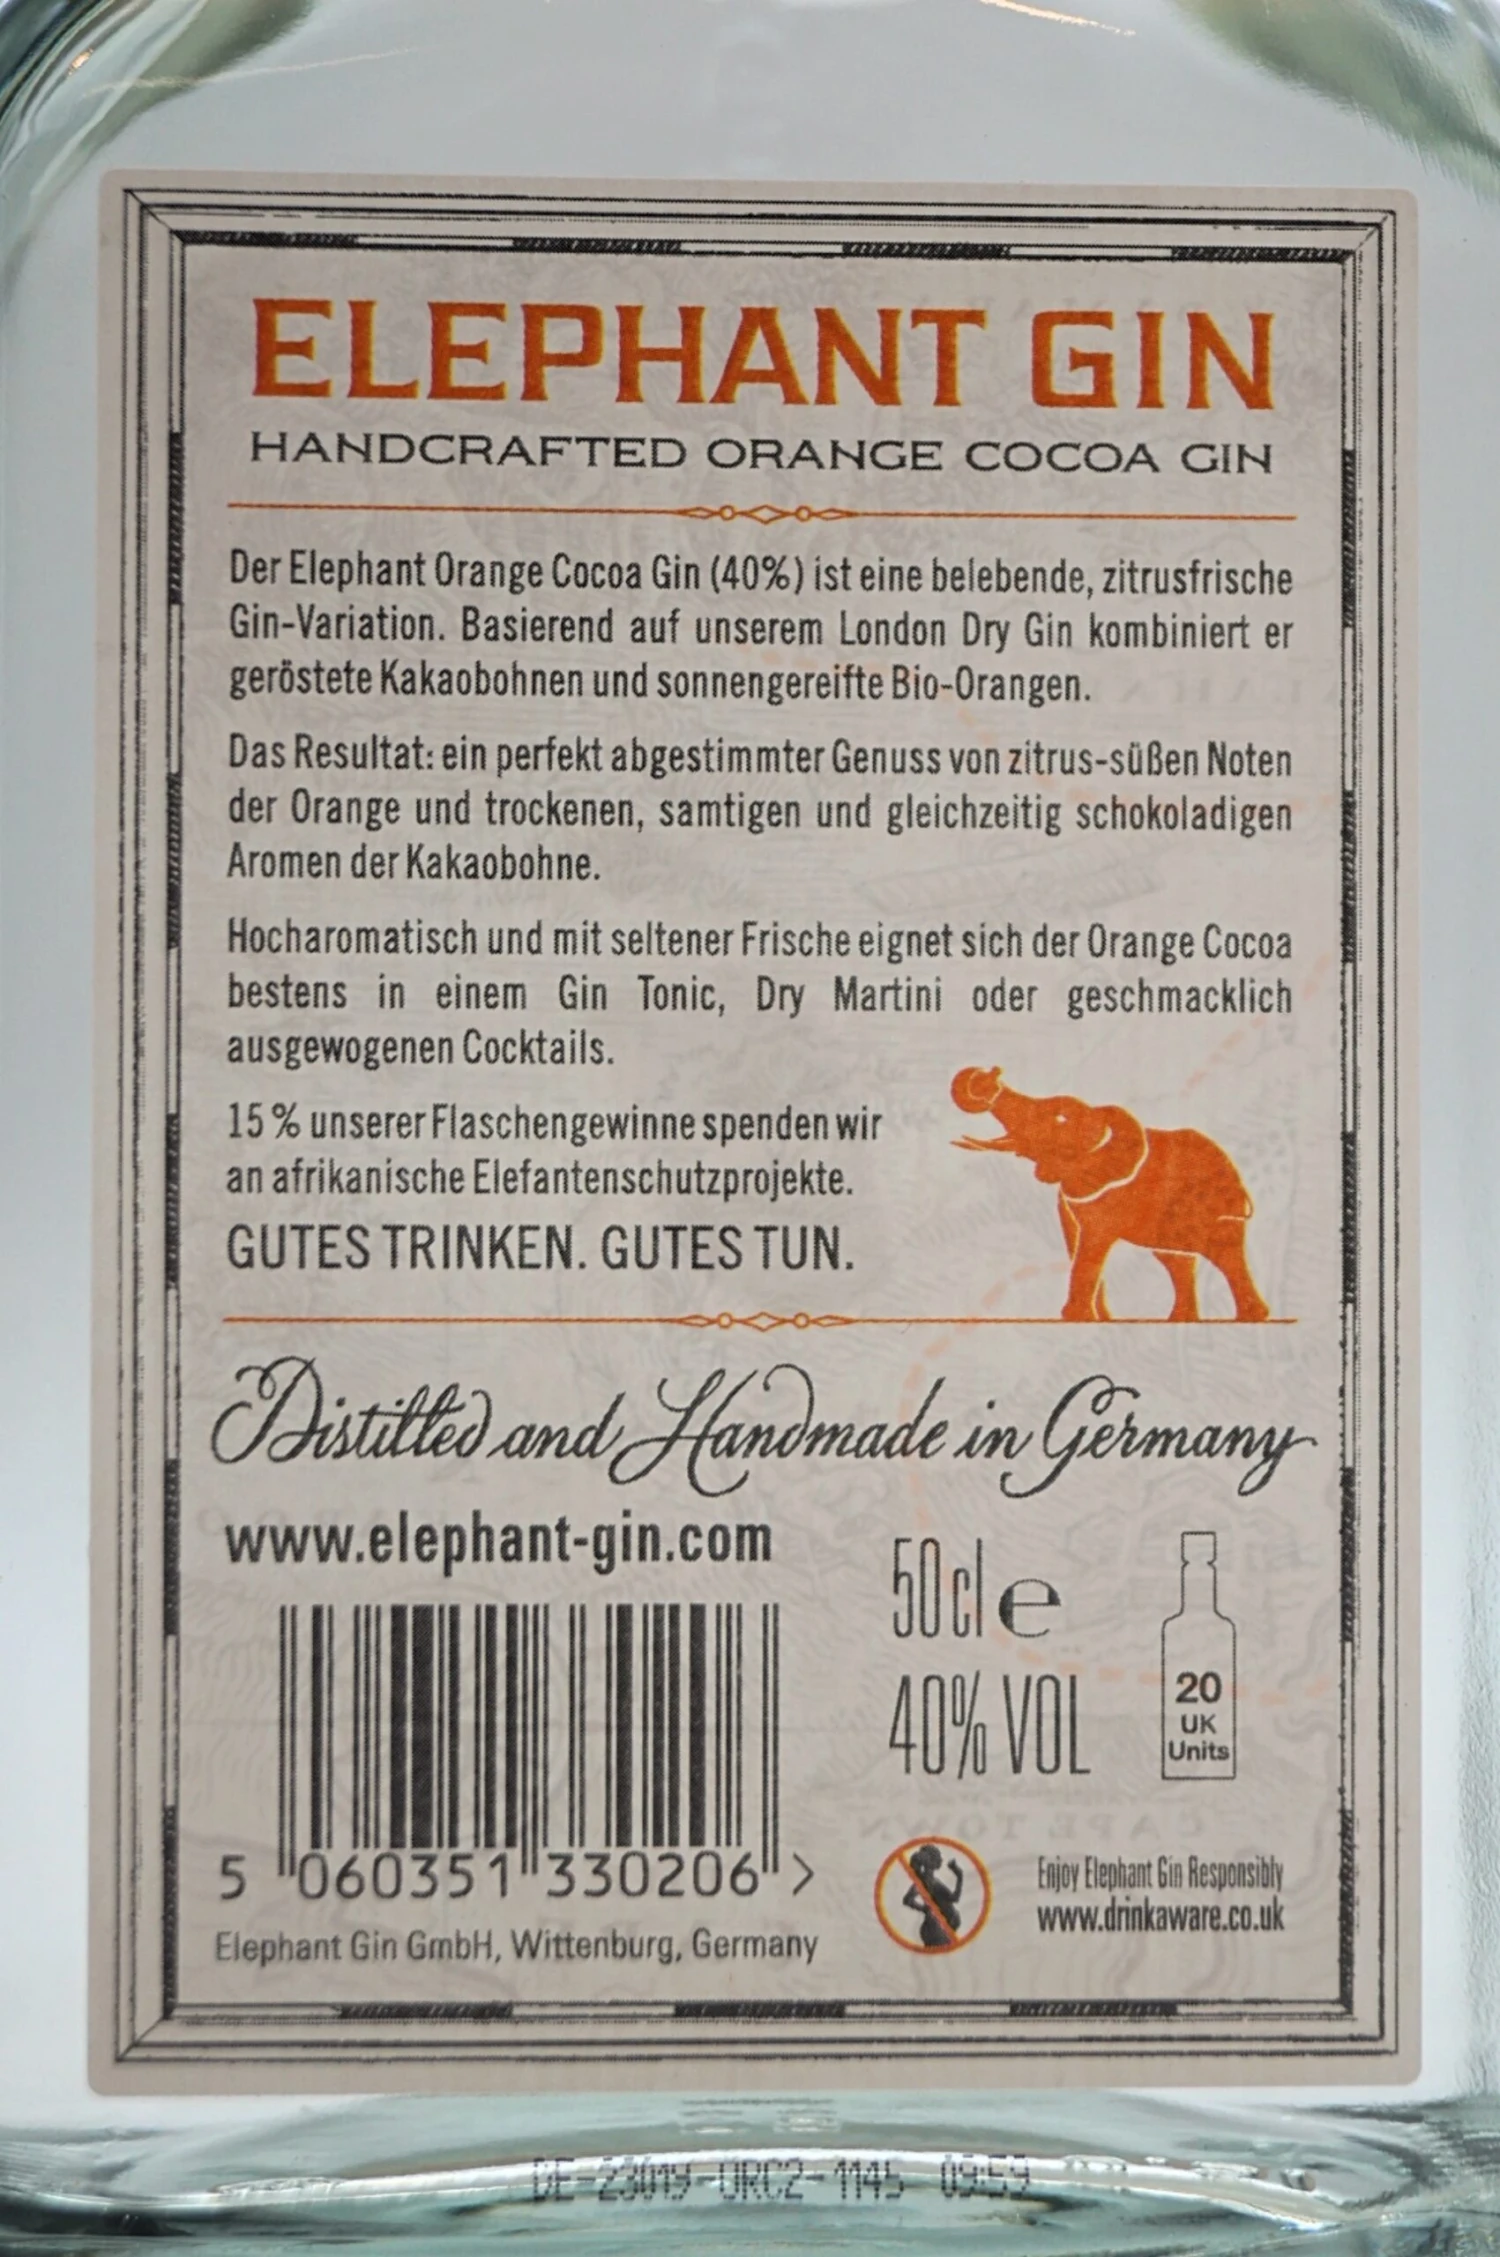 ELEPHANT GIN
HANDCRAFTED ORANGE COCOA GIN
Der Elephant Orange Cocoa Gin (40%) ist eine belebende, zitrusfrische
Gin-Variation. Basierend auf unserem London Dry Gin kombiniert er
geröstete Kakaobohnen und sonnengereifte Bio-Orangen.
Das Resultat: ein perfekt abgestimmter Genuss von zitrus-süßen Noten
der Orange und trockenen, samtigen und gleichzeitig schokoladigen
Aromen der Kakaobohne.
Hocharomatisch und mit seltener Frische eignet sich der Orange Cocoa
bestens in einem Gin Tonic, Dry Martini oder geschmacklich
ausgewogenen Cocktails.
15 % unserer Flaschengewinne spenden wir
an afrikanische Elefantenschutzprojekte.
GUTES TRINKEN. GUTES TUN.
Distilled and Handmade in Germany
www.elephant-gin.com
50cl e
40% VOL
20
UK
Units
5 060351 330206 >
Elephant Gin GmbH, Wittenburg, Germany
Enjoy Elephant Gin Responsibly
www.drinkaware.co.uk
DE-23019-URC2-1145 09:59